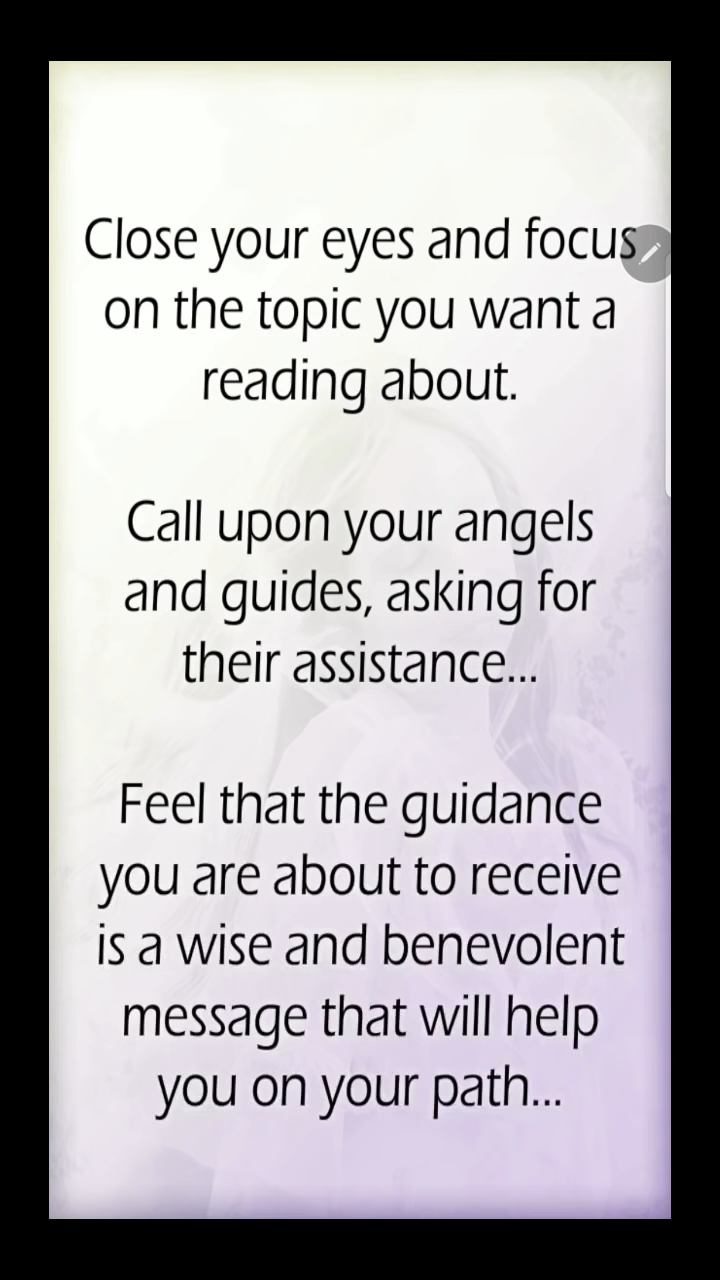 Close your eyes and focus
on the topic you want a
reading about.
Call upon your angels
and guides, asking for
their assistance...
Feel that the guidance
you are about to receive
is a wise and benevolent
message that will help
you on your path...